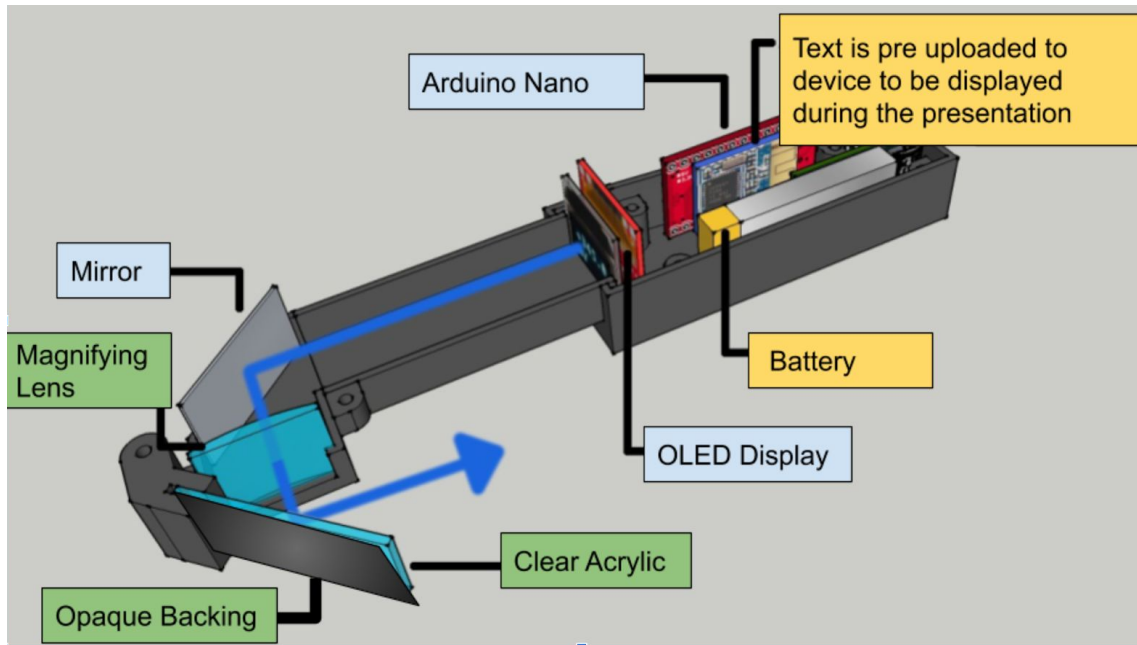 Text is pre uploaded to
device to be displayed
during the presentation
Arduino Nano
Mirror
Magnifying
Lens
Battery
OLED Display
Clear Acrylic
Opaque Backing